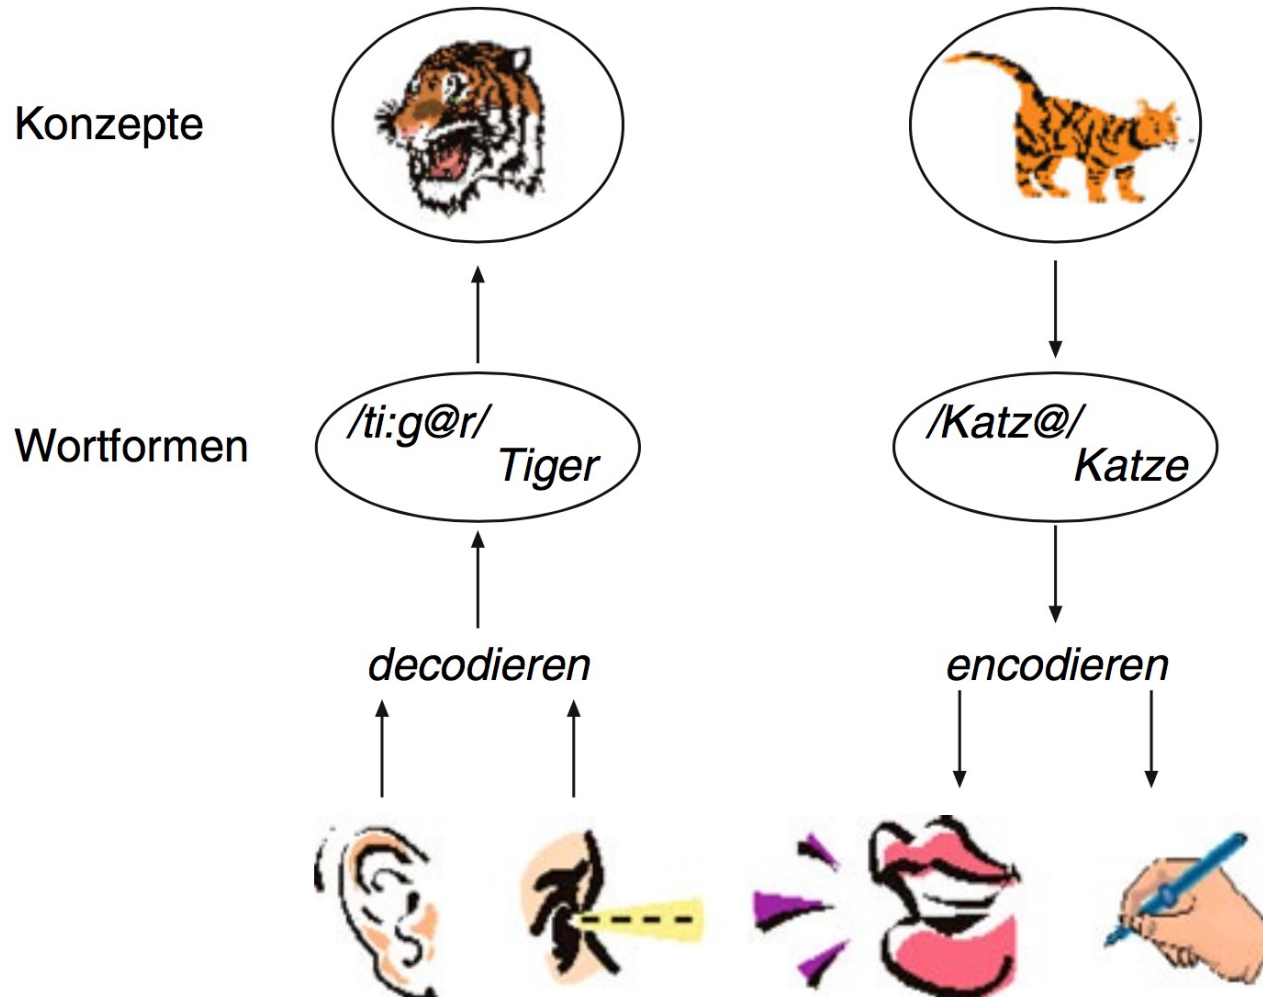 Konzepte
Wortformen
/ti:g@r/
Tiger
/Katz@/
Katze
decodieren
encodieren